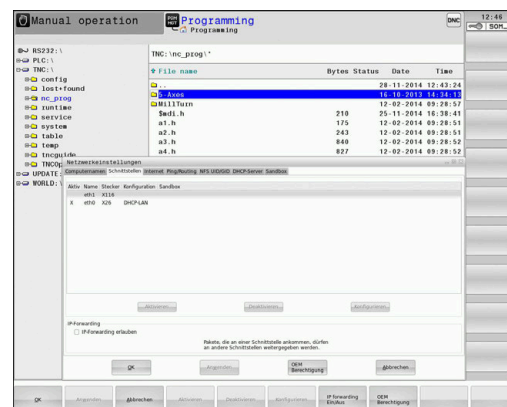 Manual operation
PGM MGT
Programming
Programming
DNC
12:46
RS232:\
PLC:\
TNC:\
config
lost+found
nc_prog
runtime
service
system
table
temp
tncguide
UPDATE:
WORLD:\
TNC:\nc_prog\*
File name Bytes Status Date Time
.. 28-11-2014 12:43:24
5-Axes 16-10-2013 14:34:13
MillTurn 12-02-2014 09:28:57
$mdi.h 210 25-11-2014 16:38:41
a1.h 175 12-02-2014 09:28:51
a2.h 243 12-02-2014 09:28:51
a3.h 840 12-02-2014 09:28:52
a4.h 827 12-02-2014 09:28:52
Netzwerkeinstellungen
Computernamen Schnittstellen Internet Ping/Routing NFS UID/GID DHCP-Server Sandbox
Aktiv Name Stecker Konfiguration Sandbox
eth1 X116
X eth0 X26 DHCP-LAN
Aktivieren Deaktivieren Konfigurieren
IP-Forwarding
IP-Forwarding erlauben
Pakete, die an einer Schnittstelle ankommen, dürfen
an andere Schnittstellen weitergegeben werden.
OK Anwenden OEM Berechtigung Abbrechen
OK Anwenden Abbrechen Aktivieren Deaktivieren Konfigurieren IP forwarding Ein/Aus OEM Berechtigung